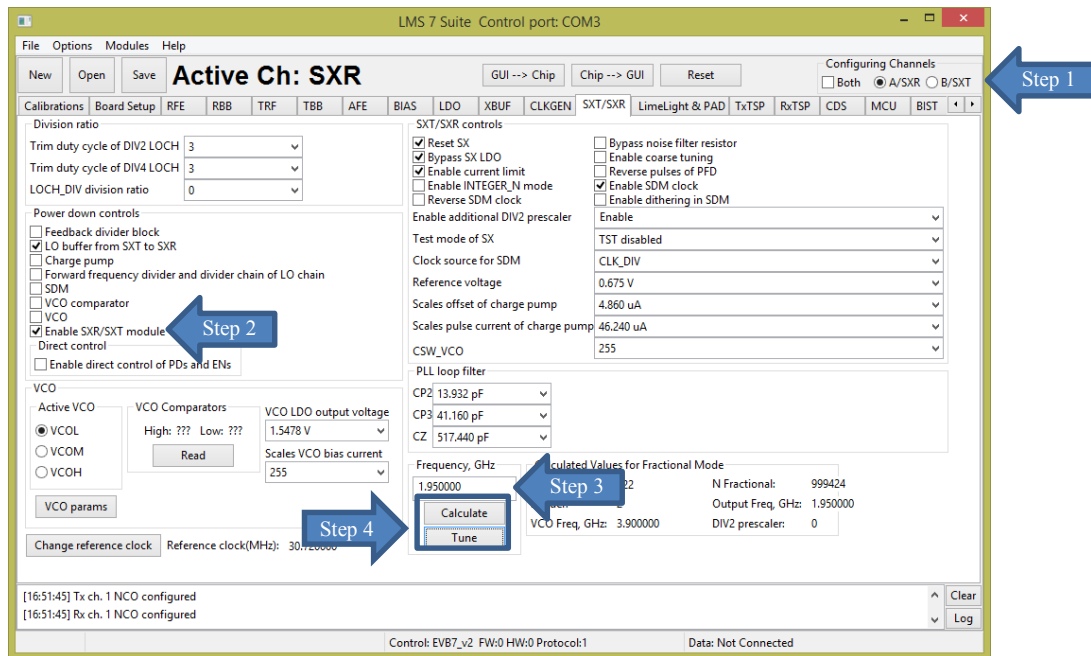 LMS 7 Suite Control port: COM3
File Options Modules Help
New Open Save Active Ch: SXR GUI --> Chip Chip --> GUI Reset
Configuring Channels
Both A/SXR B/SXT
Step 1
Calibrations Board Setup RFE RBB TRF TBB AFE BIAS LDO XBUF CLKGEN SXT/SXR LimeLight & PAD TxTSP RxTSP CDS MCU BIST
Division ratio
Trim duty cycle of DIV2 LOCH 3
Trim duty cycle of DIV4 LOCH 3
LOCH_DIV division ratio 0
Power down controls
Feedback divider block
LO buffer from SXT to SXR
Charge pump
Forward frequency divider and divider chain of LO chain
SDM
VCO comparator
VCO
Enable SXR/SXT module
Step 2
Direct control
Enable direct control of PDs and ENs
VCO
Active VCO
VCOL
VCOM
VCOH
VCO Comparators
High: ??? Low: ???
Read
VCO LDO output voltage
1.5478 V
Scales VCO bias current
255
VCO params
Change reference clock Reference clock(MHz):
SXT/SXR controls
Reset SX
Bypass SX LDO
Enable current limit
Enable INTEGER_N mode
Reverse SDM clock
Bypass noise filter resistor
Enable coarse tuning
Reverse pulses of PFD
Enable SDM clock
Enable dithering in SDM
Enable additional DIV2 prescaler Enable
Test mode of SX TST disabled
Clock source for SDM CLK_DIV
Reference voltage 0.675 V
Scales offset of charge pump 4.860 uA
Scales pulse current of charge pump 46.240 uA
CSW_VCO 255
PLL loop filter
CP2 13.932 pF
CP3 41.160 pF
CZ 517.440 pF
Frequency, GHz
1.950000
Calculate
Tune
Step 3
Step 4
Values for Fractional Mode
N Fractional: 999424
Output Freq, GHz: 1.950000
VCO Freq, GHz: 3.900000 DIV2 prescaler: 0
[16:51:45] Tx ch. 1 NCO configured
[16:51:45] Rx ch. 1 NCO configured
Clear
Log
Control: EVB7_v2 FW:0 HW:0 Protocol:1 Data: Not Connected